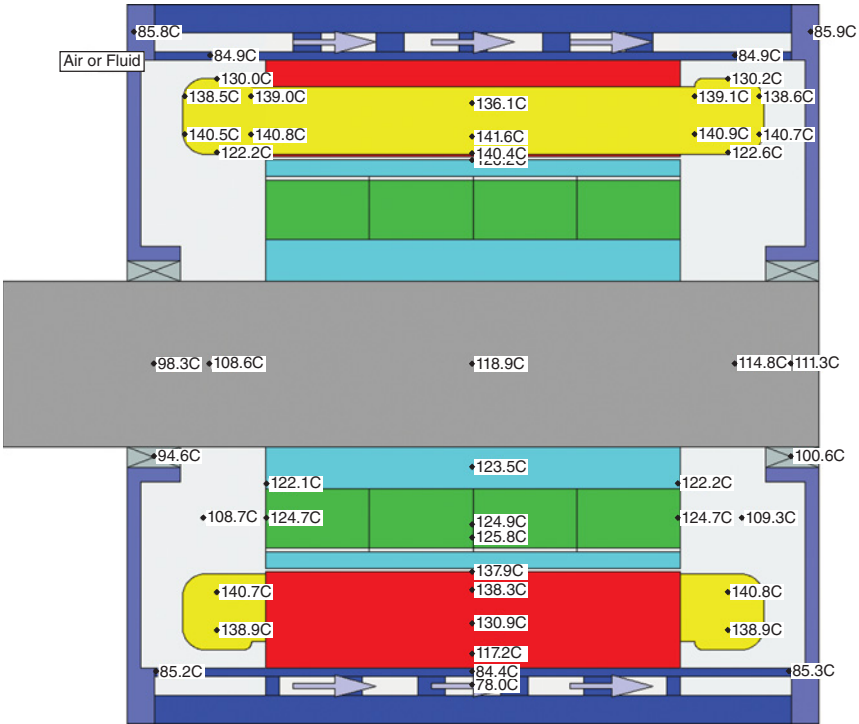 85.8C
85.9C
84.9C
84.9C
Air or Fluid
130.0C
130.2C
138.5C
139.0C
136.1C
139.1C
138.6C
140.5C
140.8C
141.6C
140.9C
140.7C
122.2C
140.4C
122.6C
98.3C
108.6C
118.9C
114.8C
111.3C
94.6C
100.6C
123.5C
122.1C
122.2C
108.7C
124.7C
124.9C
124.7C
109.3C
125.8C
137.9C
140.7C
138.3C
140.8C
138.9C
130.9C
138.9C
117.2C
85.2C
84.4C
85.3C
78.0C